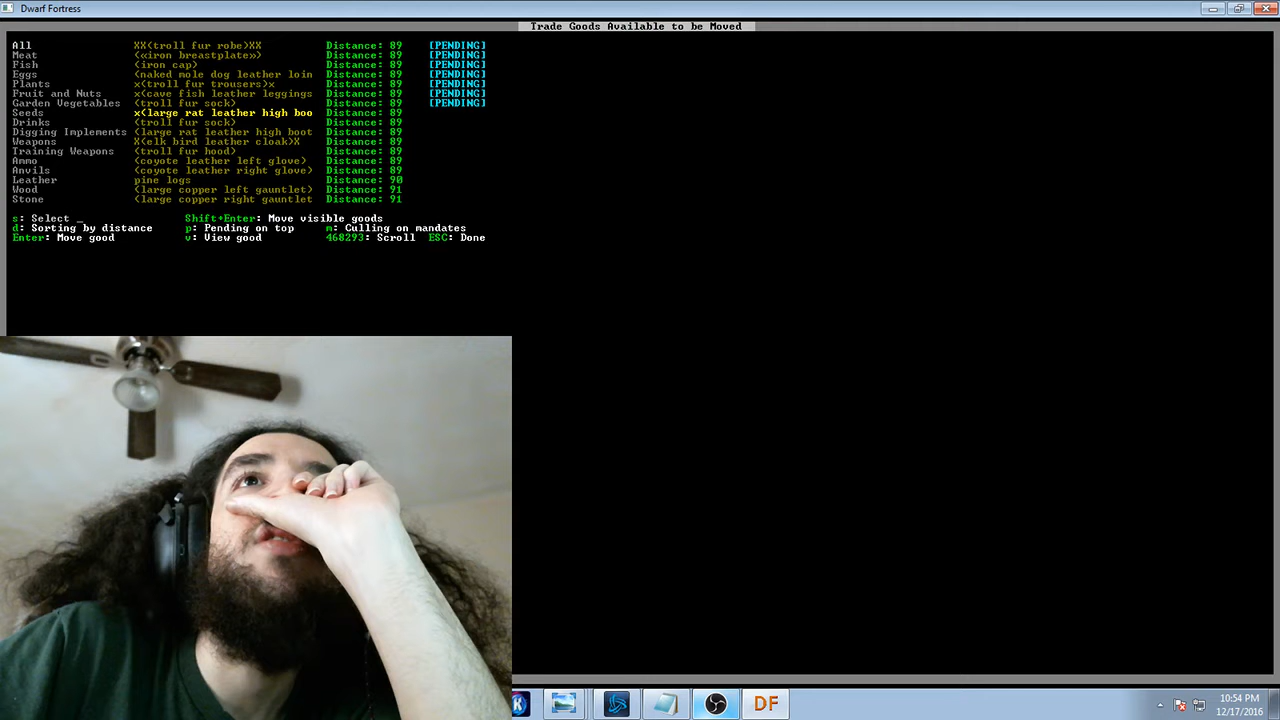 Dwarf Fortress
Trade Goods Available to be Moved
All XX(troll fur robe)XX Distance: 89 [PENDING]
Meat («iron breastplate») Distance: 89 [PENDING]
Fish (iron cap) Distance: 89 [PENDING]
Eggs (naked mole dog leather loin Distance: 89 [PENDING]
Plants x(troll fur trousers)x Distance: 89 [PENDING]
Fruit and Nuts x(cave fish leather leggings Distance: 89 [PENDING]
Garden Vegetables (troll fur sock) Distance: 89 [PENDING]
Seeds x(large rat leather high boo Distance: 89
Drinks (troll fur sock) Distance: 89
Digging Implements (large rat leather high boot Distance: 89
Weapons X(elk bird leather cloak)X Distance: 89
Training Weapons (troll fur hood) Distance: 89
Ammo (coyote leather left glove) Distance: 89
Anvils (coyote leather right glove) Distance: 89
Leather pine logs Distance: 90
Wood (large copper left gauntlet) Distance: 91
Stone (large copper right gauntlet Distance: 91
s: Select _ Shift+Enter: Move visible goods
d: Sorting by distance p: Pending on top m: Culling on mandates
Enter: Move good v: View good 468293: Scroll ESC: Done
K DF
10:54 PM
12/17/2016